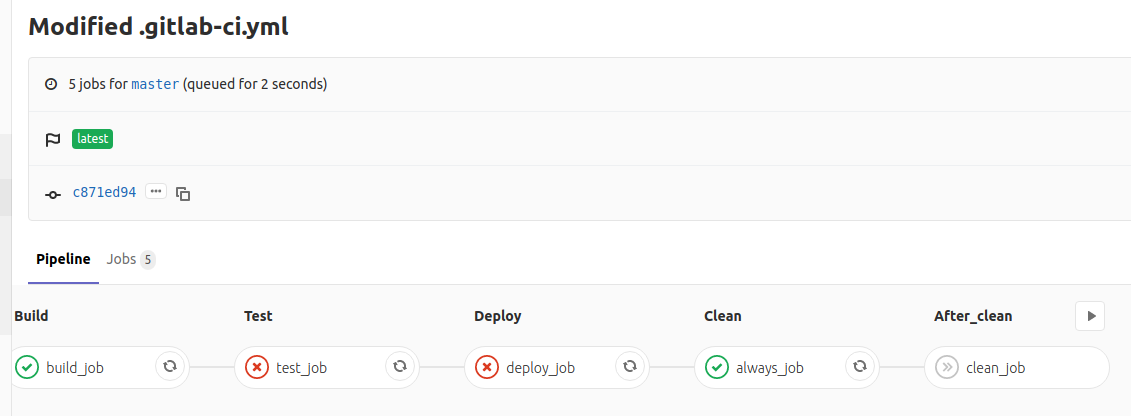 Modified .gitlab-ci.yml
5 jobs for master (queued for 2 seconds)
latest
c871ed94 •••
Pipeline Jobs 5
Build Test Deploy Clean After_clean
build_job test_job deploy_job always_job clean_job